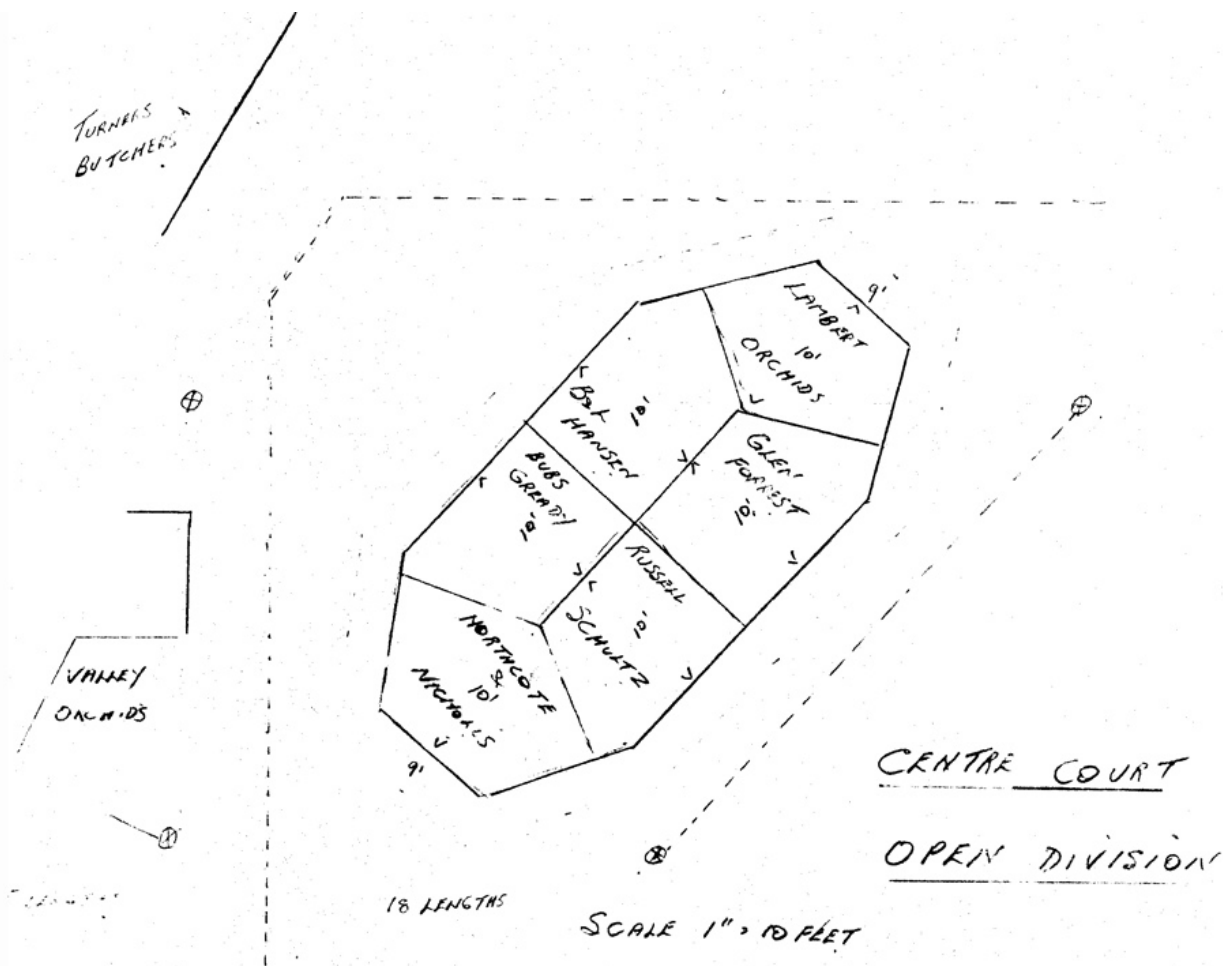 TURNERS
BUTCHERS
9'
LAMBERT
10'
ORCHIDS
B&L
HANSEN
10'
GLEN
FORREST
10'
BUBS
GREADY
10'
RUSSELL
SCHULTZ
10'
NORTHCOTE
&
NICHOLLS
10'
9'
VALLEY
ORCHIDS
CENTRE COURT
OPEN DIVISION
18 LENGTHS
SCALE 1" = 10 FEET